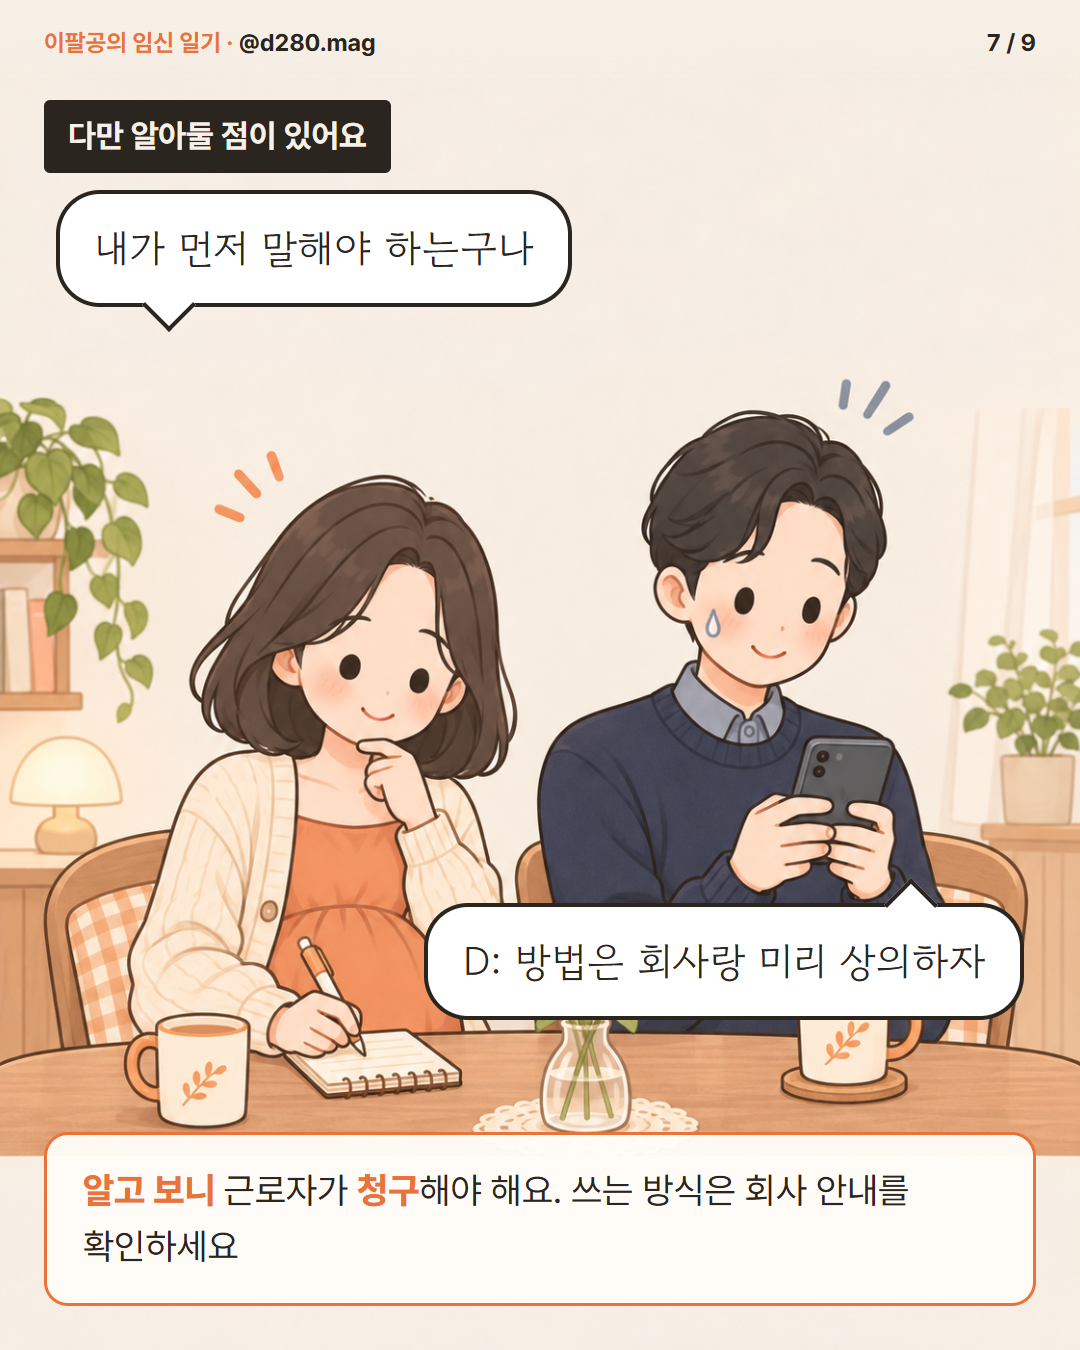 이팔공의 임신 일기 · @d280.mag
7 / 9
다만 알아둘 점이 있어요
내가 먼저 말해야 하는구나
D: 방법은 회사랑 미리 상의하자
알고 보니 근로자가 청구해야 해요. 쓰는 방식은 회사 안내를
확인하세요